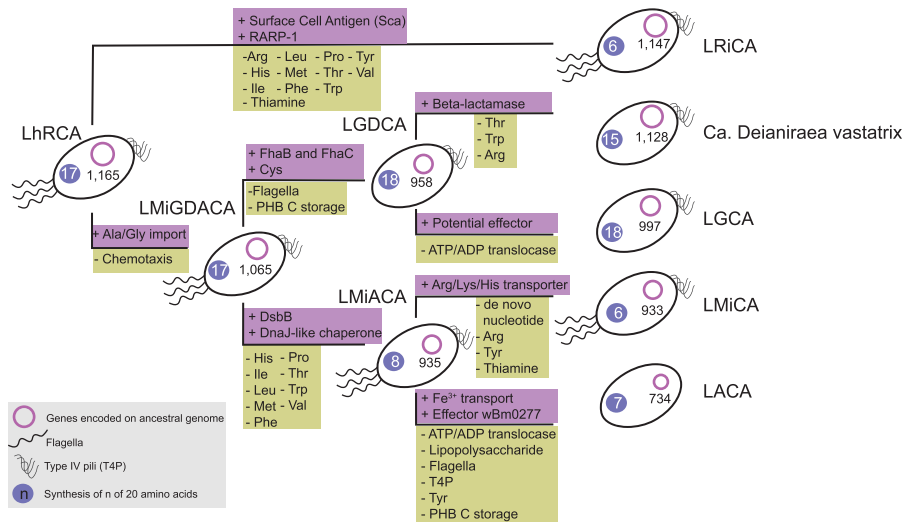 + Surface Cell Antigen (Sca)
+ RARP-1
-Arg - Leu - Pro - Tyr
- His - Met - Thr - Val
- Ile - Phe - Trp
- Thiamine
6
1,147
LRiCA
LhRCA
17
1,165
+ Ala/Gly import
- Chemotaxis
LMiGDACA
17
1,065
+ FhaB and FhaC
+ Cys
-Flagella
- PHB C storage
LGDCA
18
958
+ Beta-lactamase
- Thr
- Trp
- Arg
15
1,128
Ca. Deianiraea vastatrix
+ Potential effector
- ATP/ADP translocase
18
997
LGCA
+ DsbB
+ DnaJ-like chaperone
- His - Pro
- Ile - Thr
- Leu - Trp
- Met - Val
- Phe
LMiACA
8
935
+ Arg/Lys/His transporter
- de novo
nucleotide
- Arg
- Tyr
- Thiamine
6
933
LMiCA
+ Fe³⁺ transport
+ Effector wBm0277
- ATP/ADP translocase
- Lipopolysaccharide
- Flagella
- T4P
- Tyr
- PHB C storage
7
734
LACA
Genes encoded on ancestral genome
Flagella
Type IV pili (T4P)
n Synthesis of n of 20 amino acids